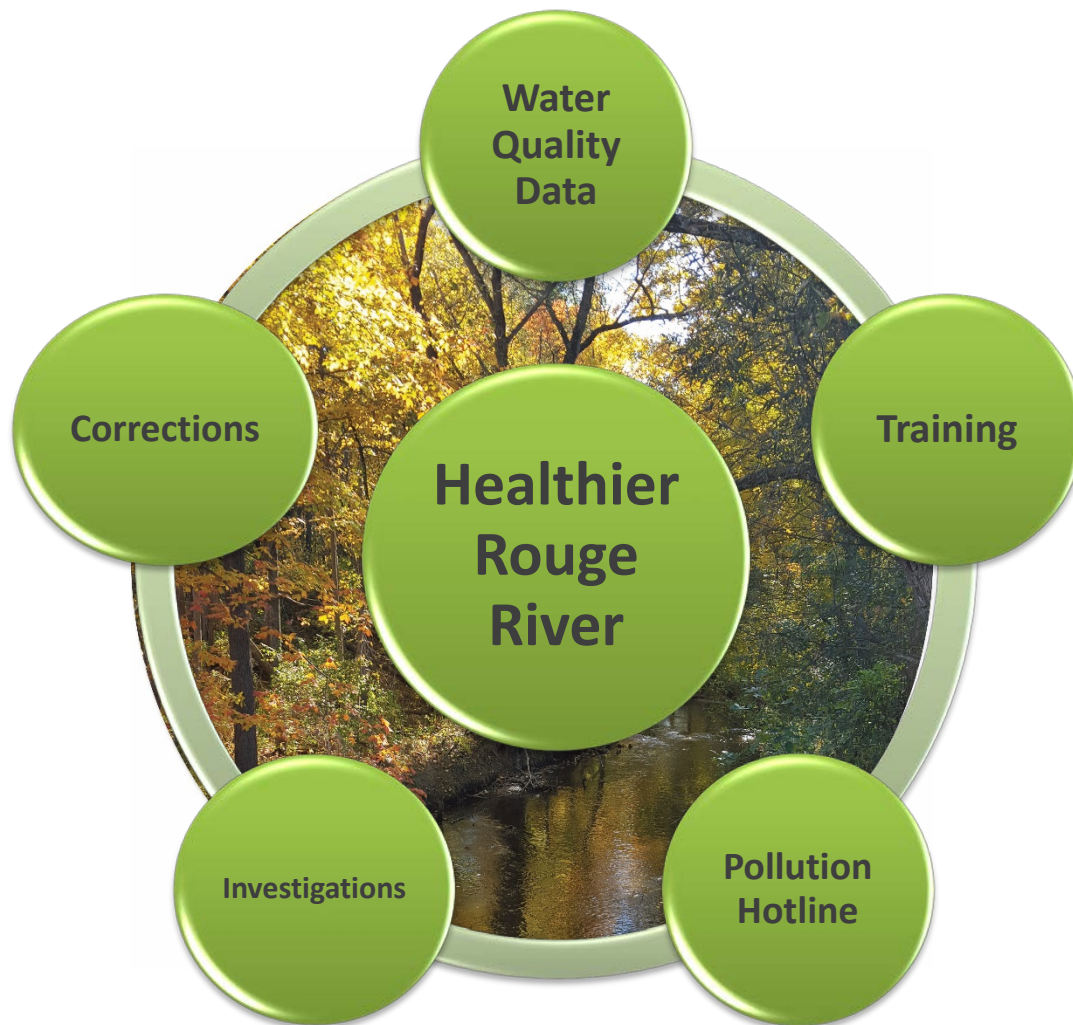 Water
Quality
Data
Training
Pollution
Hotline
Investigations
Corrections
Healthier
Rouge
River